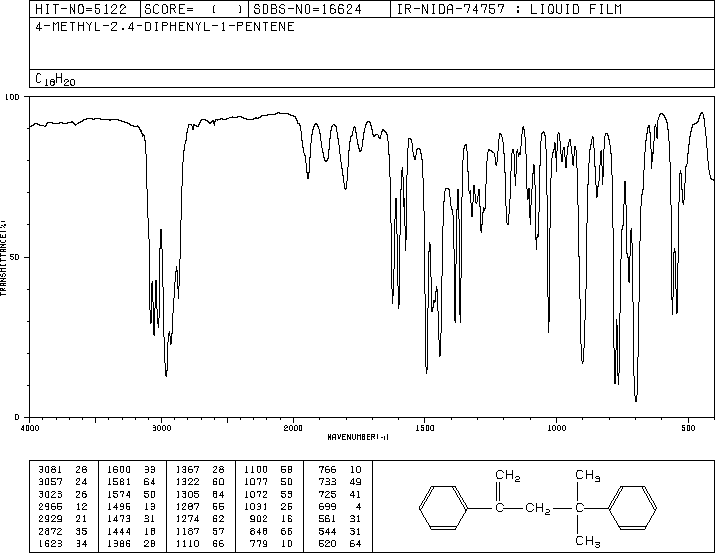 HIT-NO=5122 SCORE= ( ) SDBS-NO=16624 IR-NIDA-74757 : LIQUID FILM
4-METHYL-2,4-DIPHENYL-1-PENTENE
C18H20
100
TRANSMITTANCE(%)
50
0
4000 3000 2000 1500 1000 500
WAVENUMBER(-1)
3081 28 1600 33 1367 28 1100 58 766 10
3057 24 1581 64 1322 60 1077 50 733 49
3023 26 1574 50 1305 64 1072 53 725 41
2965 12 1495 13 1287 55 1031 26 699 4
2929 21 1473 31 1274 62 902 16 561 31
2872 35 1444 18 1187 57 848 66 544 31
1623 34 1386 28 1110 66 779 10 520 64
CH2 CH3
C CH2 C
CH3